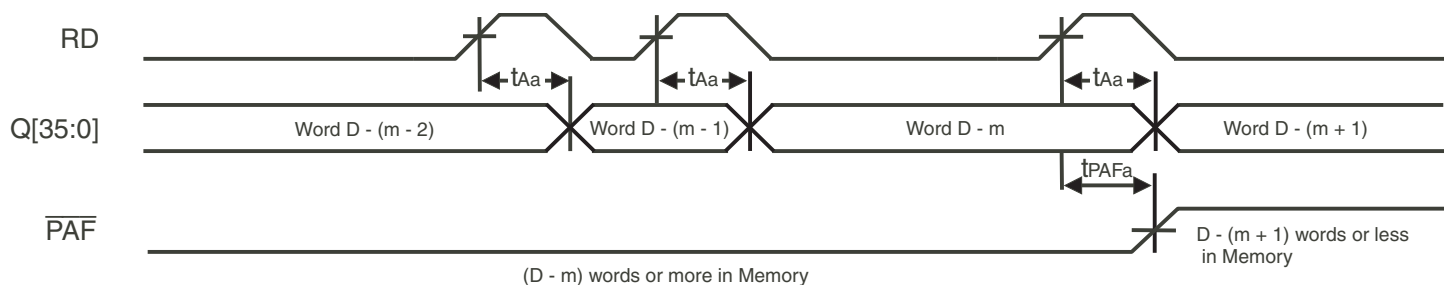 RD
tAa
tAa
tAa
Q[35:0]
Word D - (m - 2)
Word D - (m - 1)
Word D - m
Word D - (m + 1)
tPAFa
PAF
D - (m + 1) words or less
in Memory
(D - m) words or more in Memory